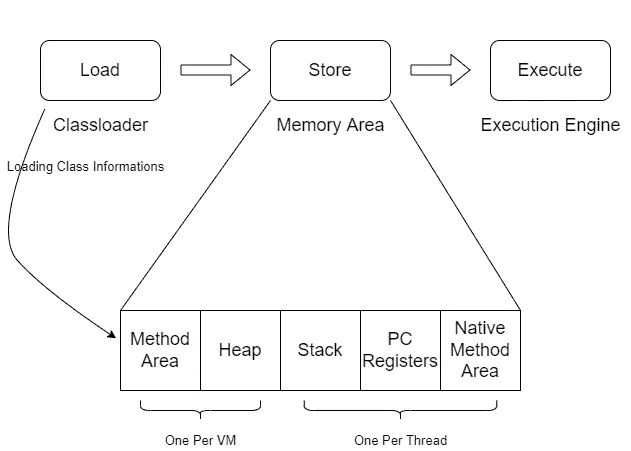 Load
Store
Execute
Classloader
Memory Area
Execution Engine
Loading Class Informations
Method
Area
Heap
Stack
PC
Registers
Native
Method
Area
One Per VM
One Per Thread